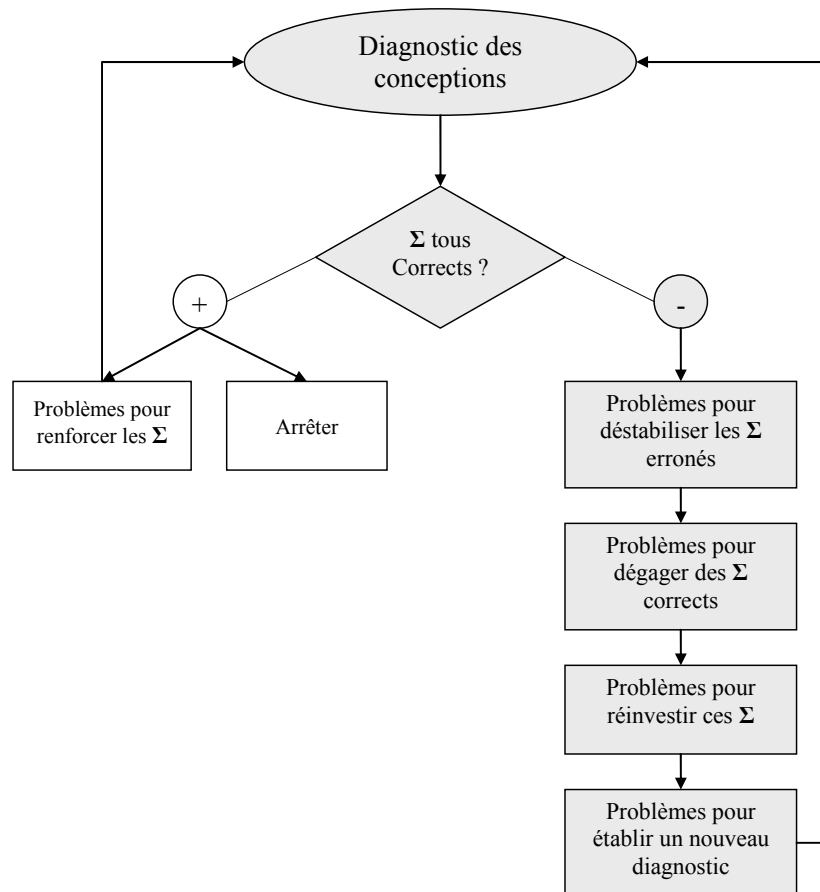 Diagnostic des
conceptions
Σ tous
Corrects ?
+
-
Problèmes pour
renforcer les Σ
Arrêter
Problèmes pour
déstabiliser les Σ
erronés
Problèmes pour
dégager des Σ
corrects
Problèmes pour
réinvestir ces Σ
Problèmes pour
établir un nouveau
diagnostic